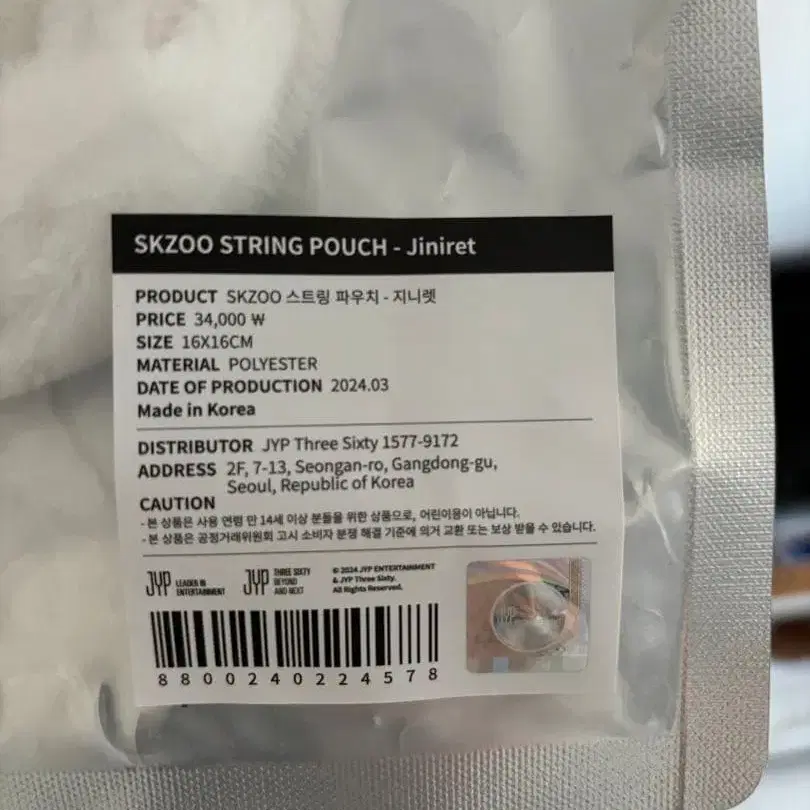 SKZOO STRING POUCH - Jiniret
PRODUCT SKZOO 스트링 파우치 - 지니렛
PRICE 34,000 ₩
SIZE 16X16CM
MATERIAL POLYESTER
DATE OF PRODUCTION 2024.03
Made in Korea
DISTRIBUTOR JYP Three Sixty 1577-9172
ADDRESS 2F, 7-13, Seongan-ro, Gangdong-gu,
Seoul, Republic of Korea
CAUTION
- 본 상품은 사용 연령 만 14세 이상 분들을 위한 상품으로, 어린이용이 아닙니다.
- 본 상품은 공정거래위원회 고시 소비자 분쟁 해결 기준에 의거 교환 또는 보상 받을 수 있습니다.
JYP LEADER IN
ENTERTAINMENT
JYP THREE SIXTY
BEYOND
AND NEXT
© 2024 JYP ENTERTAINMENT
& JYP Three Sixty.
All Rights Reserved.
JYP
8800240224578